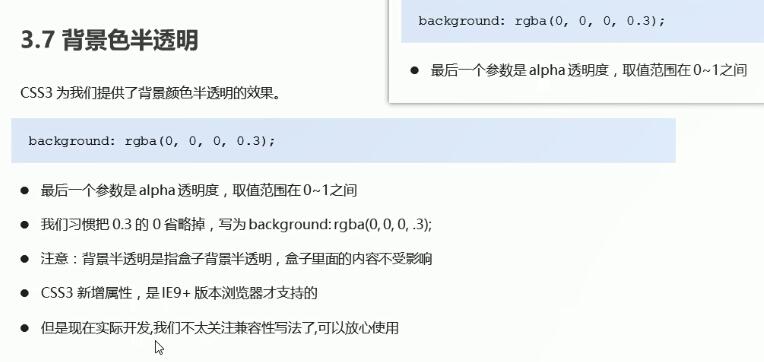 3.7 背景色半透明
CSS3 为我们提供了背景颜色半透明的效果。
background: rgba(0, 0, 0, 0.3);
最后一个参数是 alpha 透明度，取值范围在 0~1之间
我们习惯把 0.3 的 0 省略掉，写为 background: rgba(0, 0, 0, .3);
注意：背景半透明是指盒子背景半透明，盒子里面的内容不受影响
CSS3 新增属性，是 IE9+ 版本浏览器才支持的
但是现在实际开发,我们不太关注兼容性写法了,可以放心使用
background: rgba(0, 0, 0, 0.3);
最后一个参数是 alpha 透明度，取值范围在 0~1之间